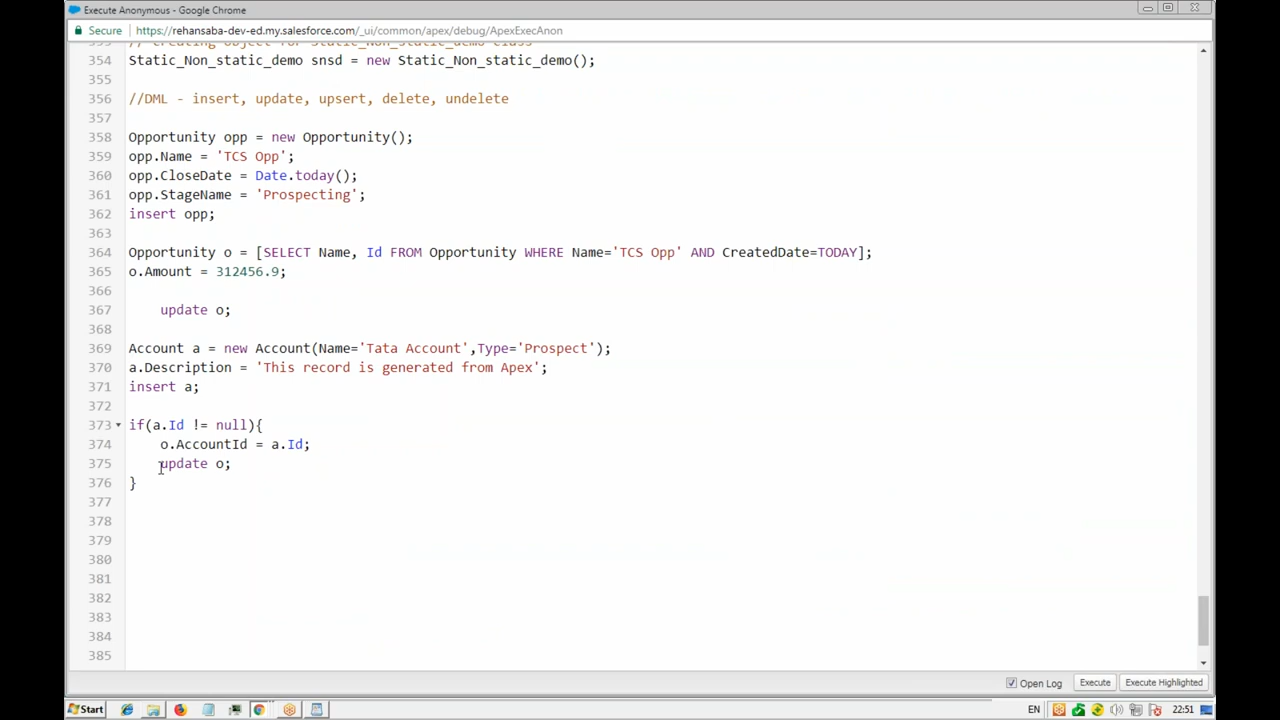 Execute Anonymous - Google Chrome
Secure https://rehansaba-dev-ed.my.salesforce.com/_ui/common/apex/debug/ApexExecAnon
353 // creating object for Static_Non_static_demo class
354 Static_Non_static_demo snsd = new Static_Non_static_demo();
355
356 //DML - insert, update, upsert, delete, undelete
357
358 Opportunity opp = new Opportunity();
359 opp.Name = 'TCS Opp';
360 opp.CloseDate = Date.today();
361 opp.StageName = 'Prospecting';
362 insert opp;
363
364 Opportunity o = [SELECT Name, Id FROM Opportunity WHERE Name='TCS Opp' AND CreatedDate=TODAY];
365 o.Amount = 312456.9;
366
367 update o;
368
369 Account a = new Account(Name='Tata Account',Type='Prospect');
370 a.Description = 'This record is generated from Apex';
371 insert a;
372
373 if(a.Id != null){
374 o.AccountId = a.Id;
375 update o;
376 }
377
378
379
380
381
382
383
384
385
Open Log Execute Execute Highlighted
Start EN 22:51